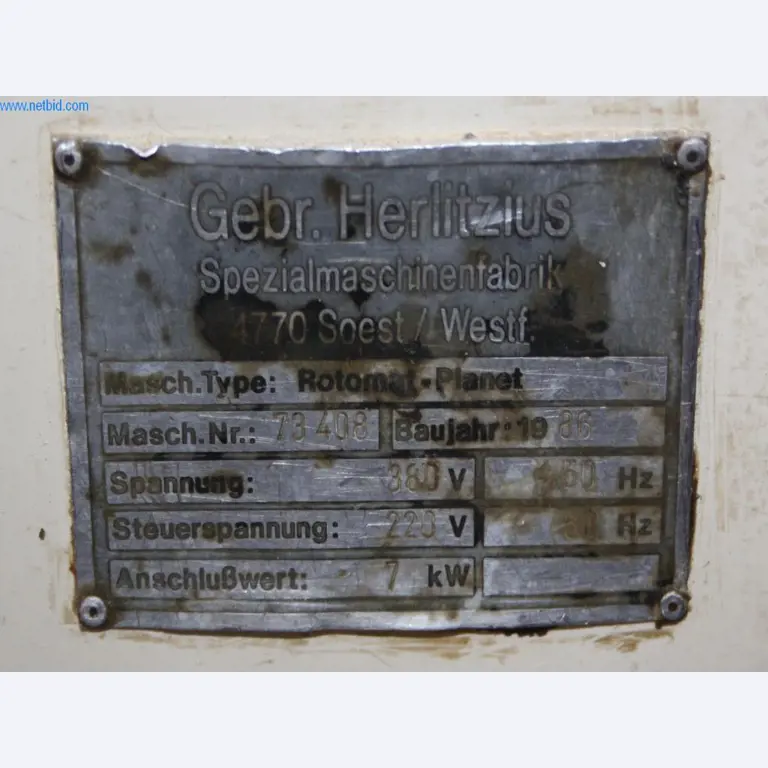 www.netbid.com
Gebr. Herlitzius
Spezialmaschinenfabrik
4770 Soest / Westf.
Masch.Type: Rotomat-Planet
Masch.Nr.: 73 408 Baujahr 19 86
Spannung: 380 V 50 Hz
Steuerspannung: 220 V Hz
Anschlußwert: 7 kW